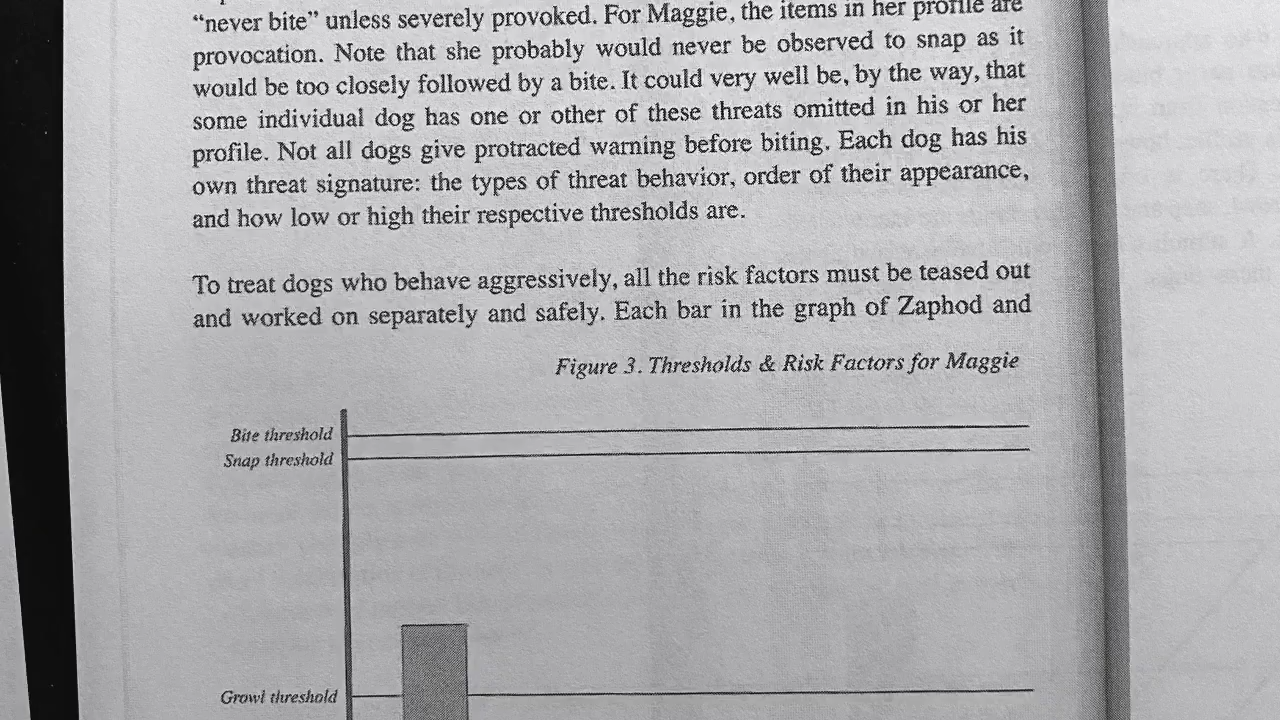 “never bite” unless severely provoked. For Maggie, the items in her profile are
provocation. Note that she probably would never be observed to snap as it
would be too closely followed by a bite. It could very well be, by the way, that
some individual dog has one or other of these threats omitted in his or her
profile. Not all dogs give protracted warning before biting. Each dog has his
own threat signature: the types of threat behavior, order of their appearance,
and how low or high their respective thresholds are.
To treat dogs who behave aggressively, all the risk factors must be teased out
and worked on separately and safely. Each bar in the graph of Zaphod and
Figure 3. Thresholds & Risk Factors for Maggie
Bite threshold
Snap threshold
Growl threshold